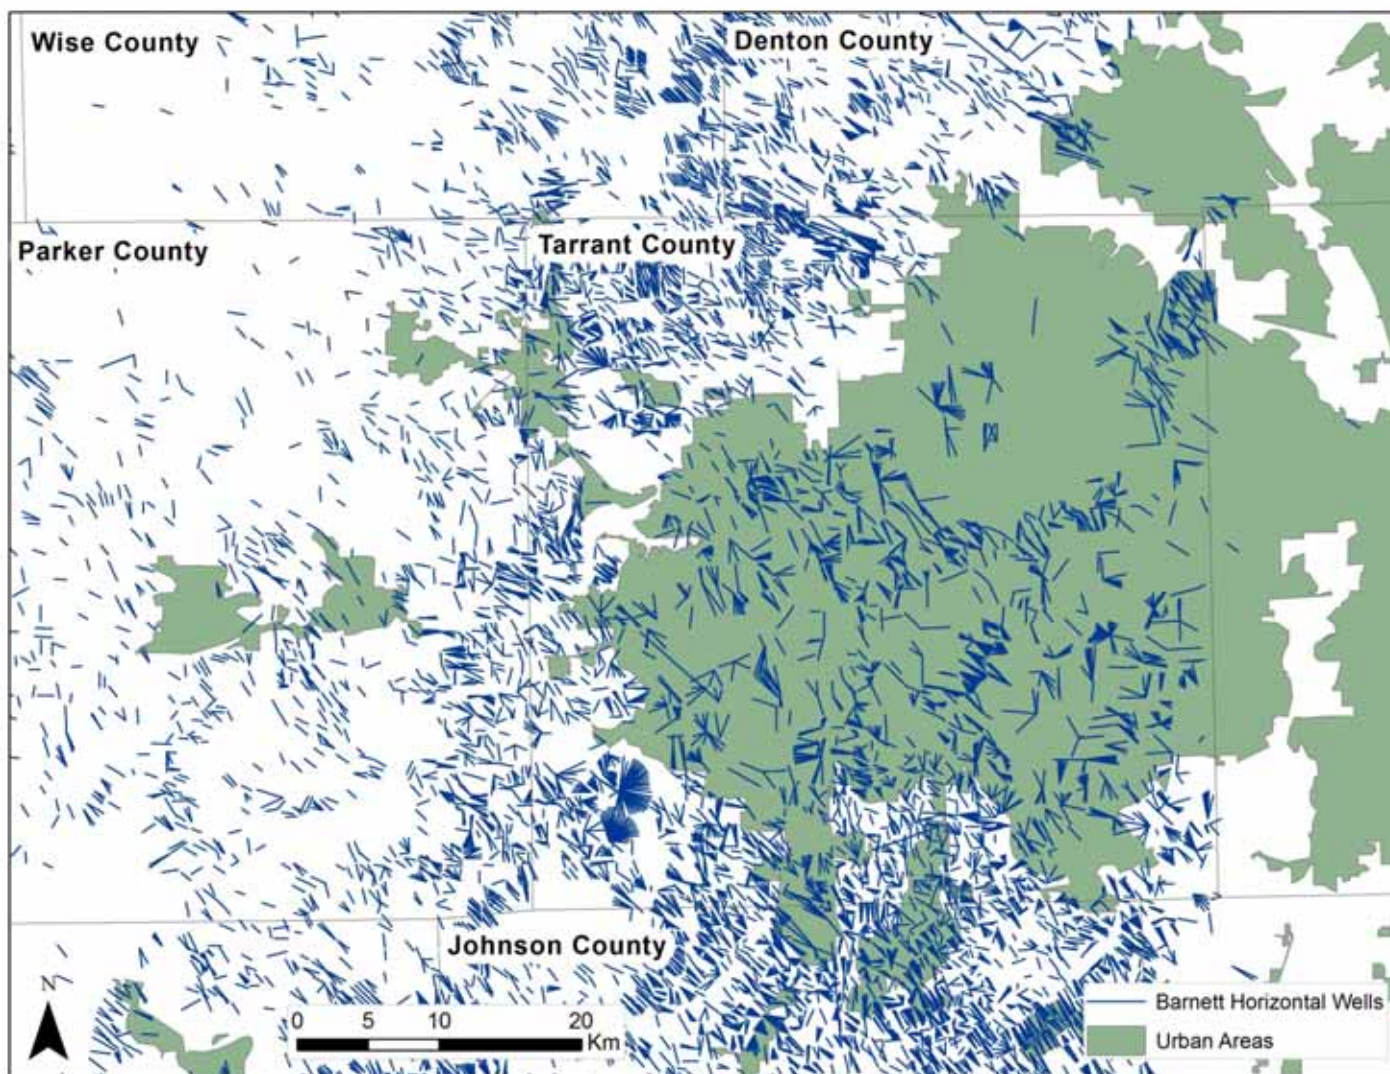 Wise County
Denton County
Parker County
Tarrant County
Johnson County
N
0 5 10 20
Km
Barnett Horizontal Wells
Urban Areas